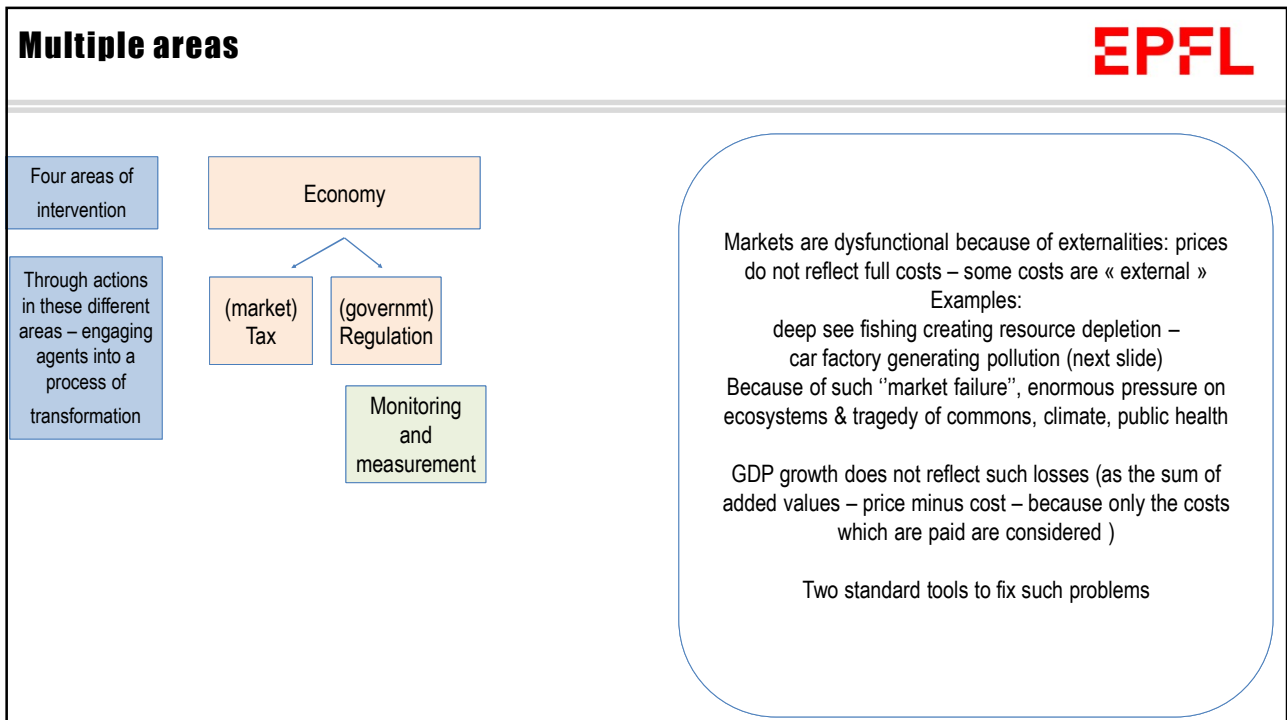 Multiple areas
EPFL
Four areas of
intervention
Economy
Through actions
in these different
areas – engaging
agents into a
process of
transformation
(market)
Tax
(governmt)
Regulation
Monitoring
and
measurement
Markets are dysfunctional because of externalities: prices
do not reflect full costs – some costs are « external »
Examples:
deep see fishing creating resource depletion –
car factory generating pollution (next slide)
Because of such ‘’market failure’’, enormous pressure on
ecosystems & tragedy of commons, climate, public health
GDP growth does not reflect such losses (as the sum of
added values – price minus cost – because only the costs
which are paid are considered )
Two standard tools to fix such problems